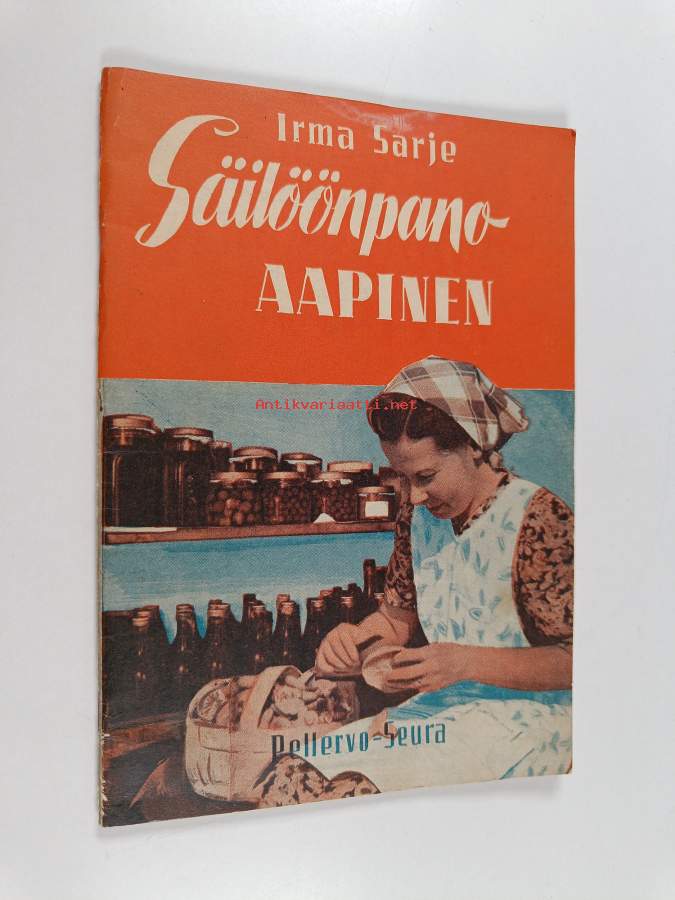 Irma Sarje
Säilöönpano
AAPINEN
Antikvariaatti.net
Pellervo-Seura